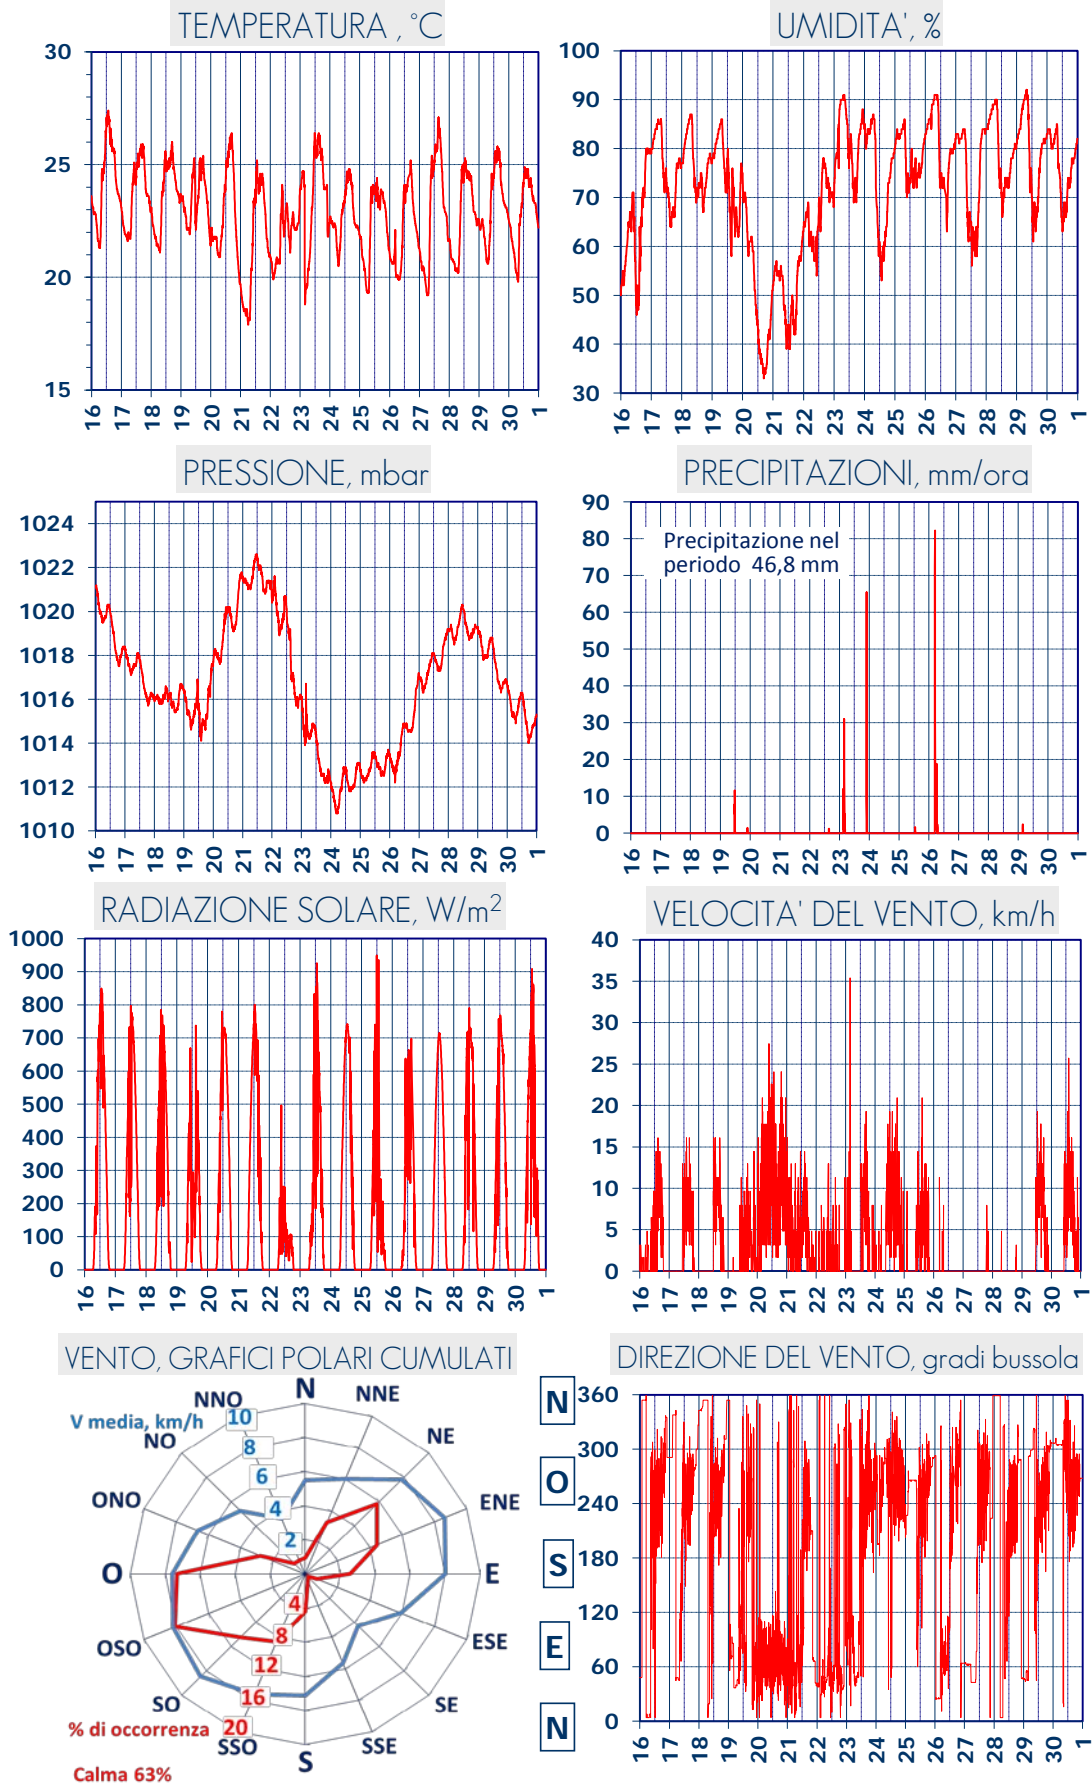 TEMPERATURA , °C
30
25
20
15
16 17 18 19 20 21 22 23 24 25 26 27 28 29 30 1
UMIDITA', %
100
90
80
70
60
50
40
30
16 17 18 19 20 21 22 23 24 25 26 27 28 29 30 1
PRESSIONE, mbar
1024
1022
1020
1018
1016
1014
1012
1010
16 17 18 19 20 21 22 23 24 25 26 27 28 29 30 1
PRECIPITAZIONI, mm/ora
90
80
70
60
50
40
30
20
10
0
Precipitazione nel
periodo 46,8 mm
16 17 18 19 20 21 22 23 24 25 26 27 28 29 30 1
RADIAZIONE SOLARE, W/m²
1000
900
800
700
600
500
400
300
200
100
0
16 17 18 19 20 21 22 23 24 25 26 27 28 29 30 1
VELOCITA' DEL VENTO, km/h
40
35
30
25
20
15
10
5
0
16 17 18 19 20 21 22 23 24 25 26 27 28 29 30 1
VENTO, GRAFICI POLARI CUMULATI
N
NNO
NNE
V media, km/h
10
8
6
4
2
NO
NE
ONO
ENE
O
E
OSO
ESE
SO
SE
4
8
12
16
20
% di occorrenza
SSO
SSE
S
Calma 63%
DIREZIONE DEL VENTO, gradi bussola
N
O
S
E
N
360
300
240
180
120
60
0
16 17 18 19 20 21 22 23 24 25 26 27 28 29 30 1